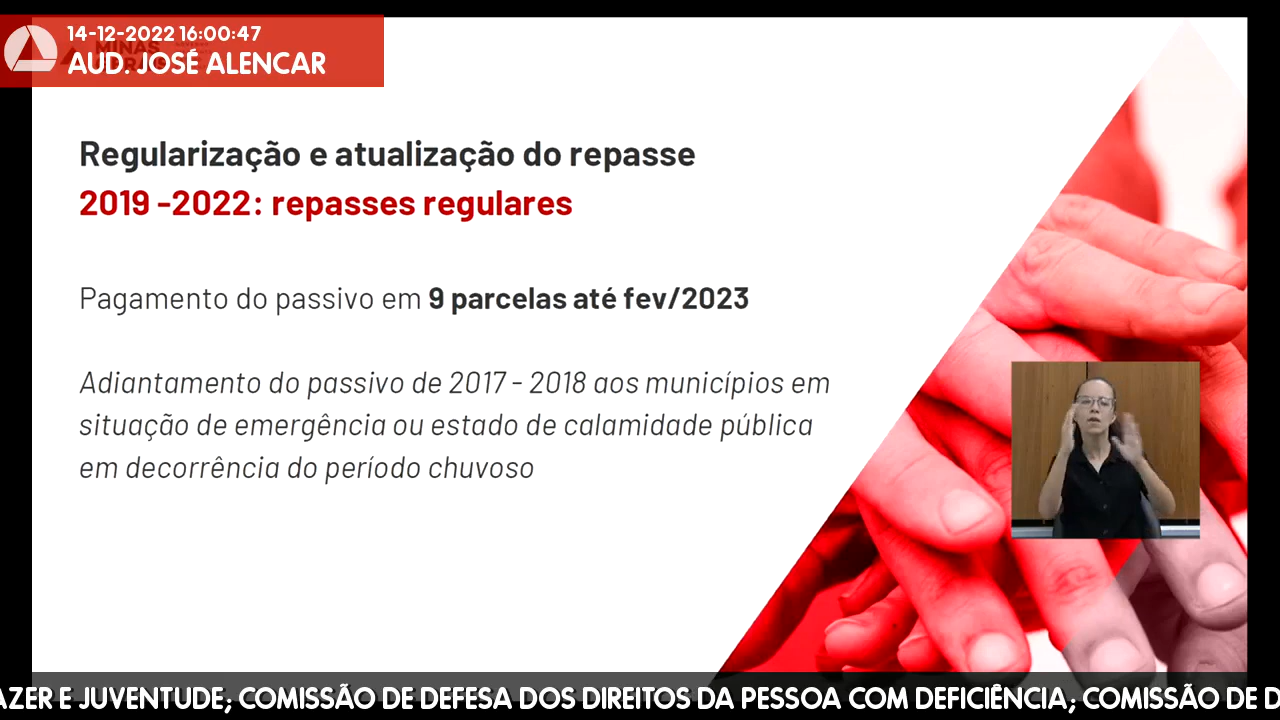 14-12-2022 16:00:47
MINAS
AUD. JOSÉ ALENCAR
Regularização e atualização do repasse
2019 -2022: repasses regulares
Pagamento do passivo em 9 parcelas até fev/2023
Adiantamento do passivo de 2017 - 2018 aos municípios em
situação de emergência ou estado de calamidade pública
em decorrência do período chuvoso
AZER E JUVENTUDE; COMISSÃO DE DEFESA DOS DIREITOS DA PESSOA COM DEFICIÊNCIA; COMISSÃO DE D